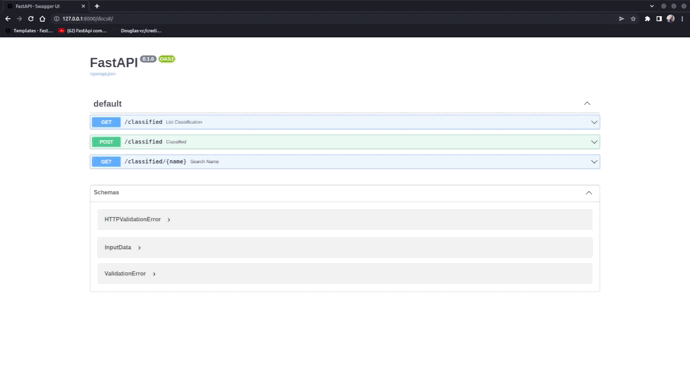 FastAPI - Swagger UI
127.0.0.1:8000/docs#/
Templates - Fast...
(62) FastApi com...
Douglas-cc/credi...
FastAPI 0.1.0 OAS3
/openapi.json
default
GET /classified List Classification
POST /classified Classified
GET /classified/{name} Search Name
Schemas
HTTPValidationError
InputData
ValidationError